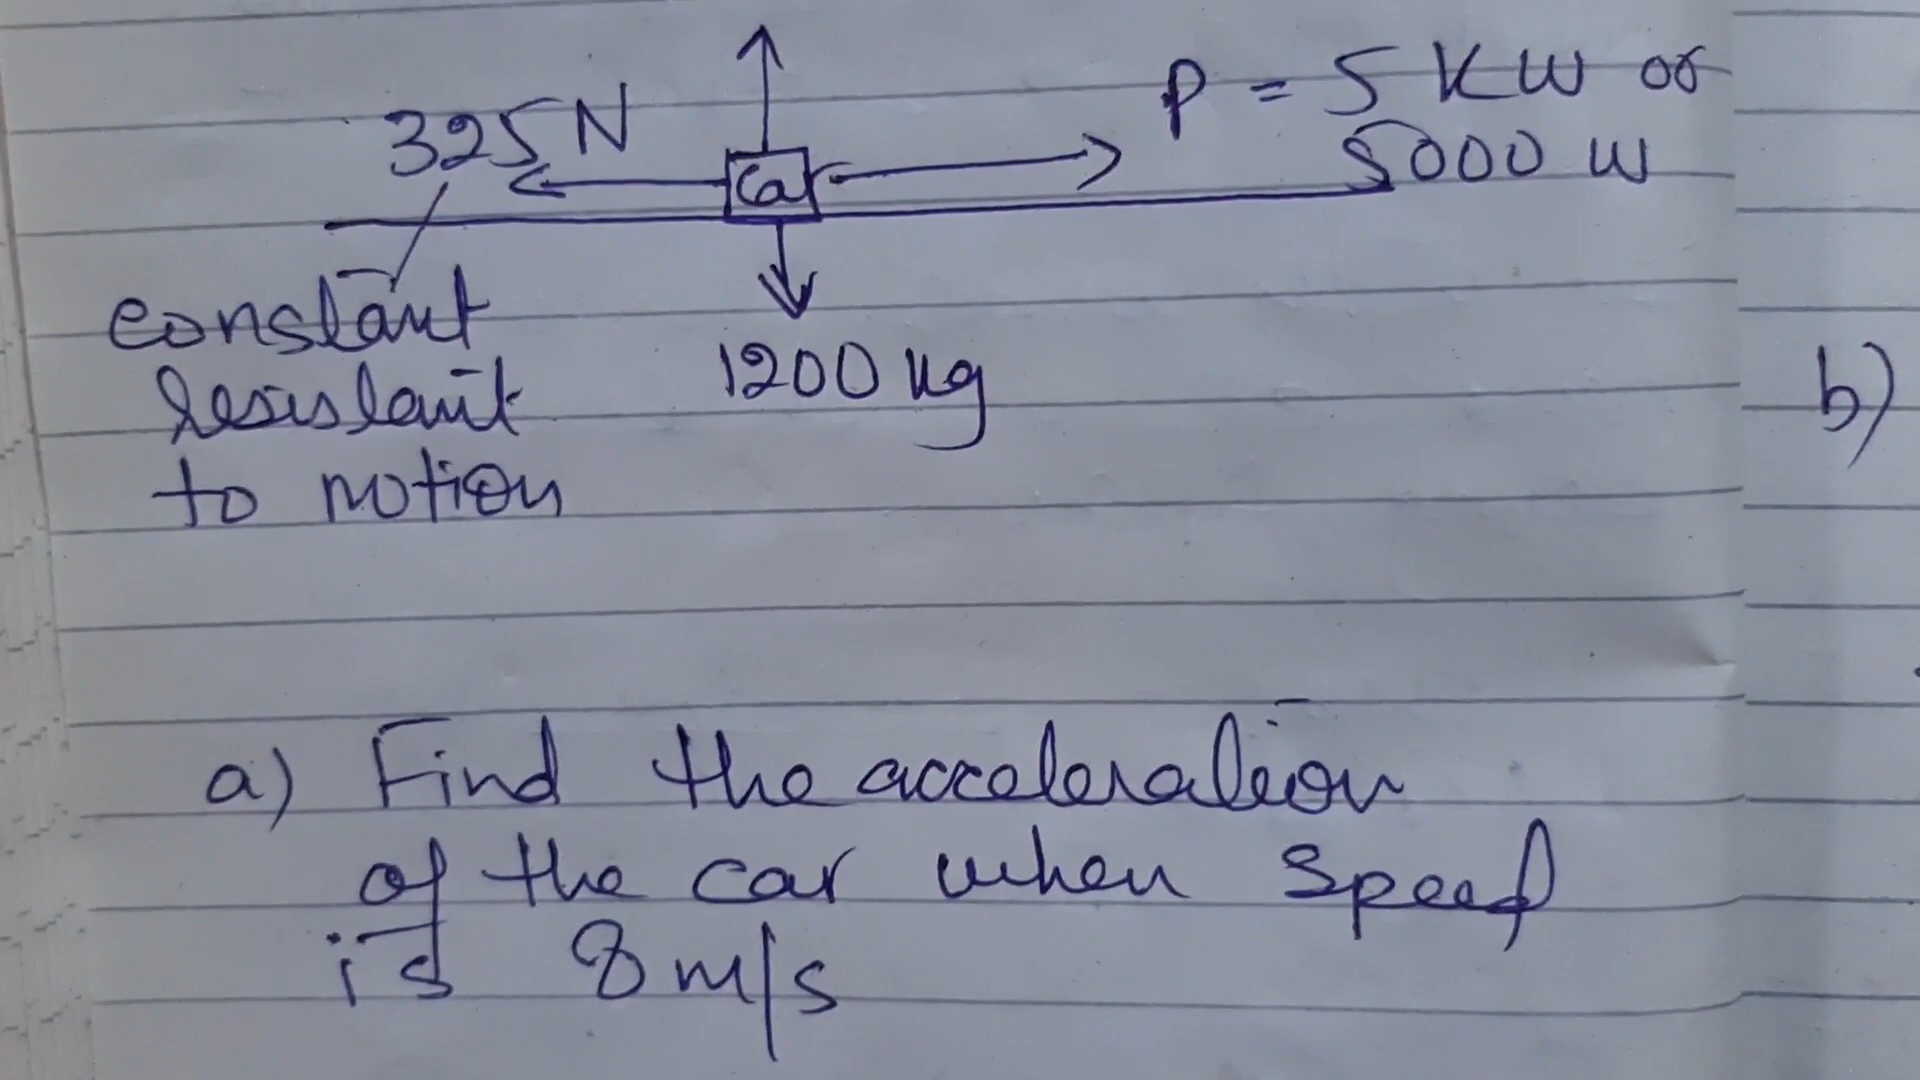 325N
Car
P = 5 KW or
5000 W
constant
resistant
to motion
1200 kg
b)
a) Find the acceleration
of the car when speed
is 8 m/s